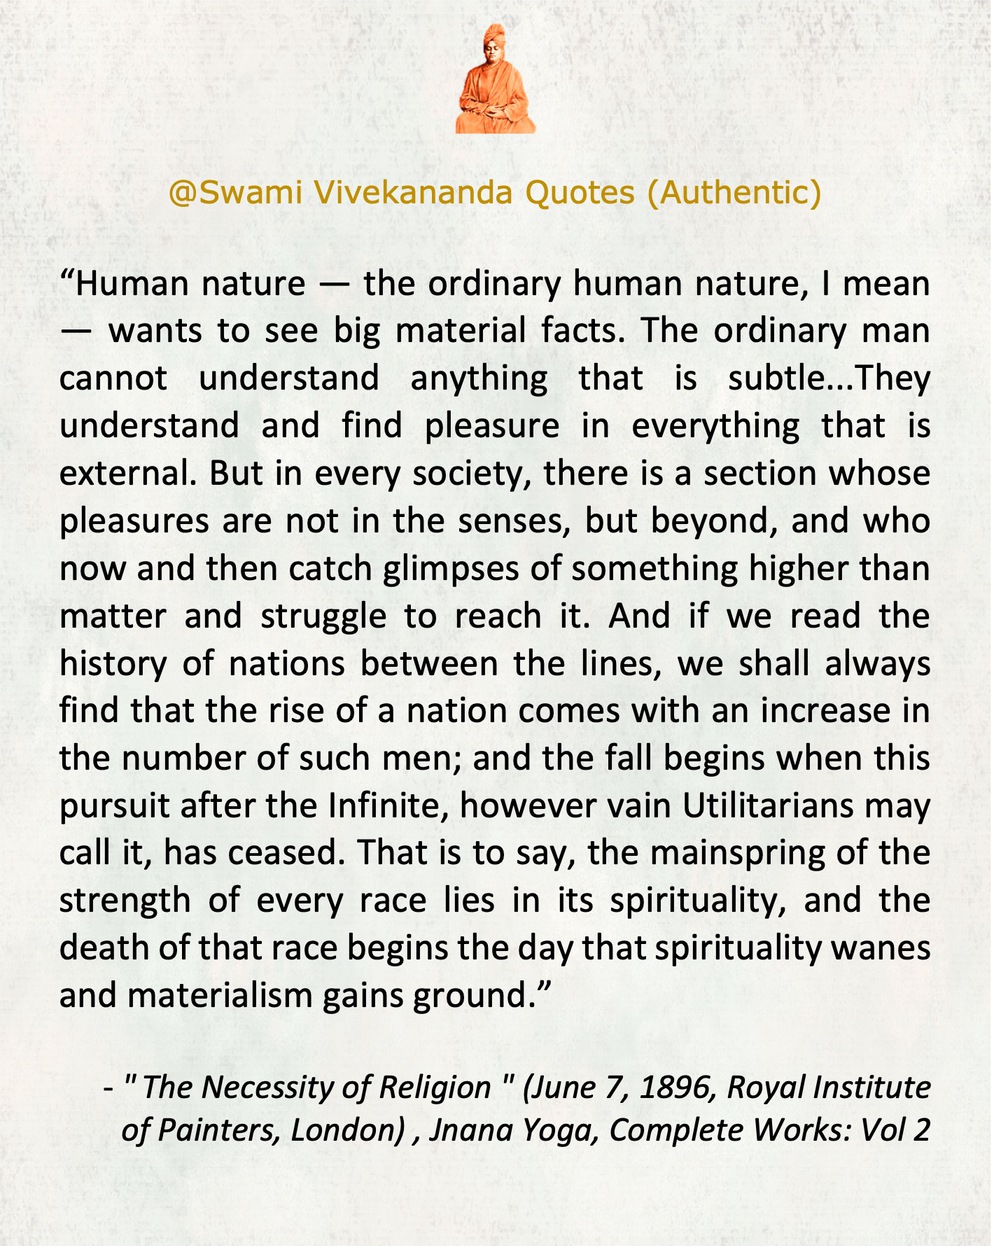 @Swami Vivekananda Quotes (Authentic)
“Human nature — the ordinary human nature, I mean
— wants to see big material facts. The ordinary man
cannot understand anything that is subtle...They
understand and find pleasure in everything that is
external. But in every society, there is a section whose
pleasures are not in the senses, but beyond, and who
now and then catch glimpses of something higher than
matter and struggle to reach it. And if we read the
history of nations between the lines, we shall always
find that the rise of a nation comes with an increase in
the number of such men; and the fall begins when this
pursuit after the Infinite, however vain Utilitarians may
call it, has ceased. That is to say, the mainspring of the
strength of every race lies in its spirituality, and the
death of that race begins the day that spirituality wanes
and materialism gains ground.”
- " The Necessity of Religion " (June 7, 1896, Royal Institute
of Painters, London) , Jnana Yoga, Complete Works: Vol 2